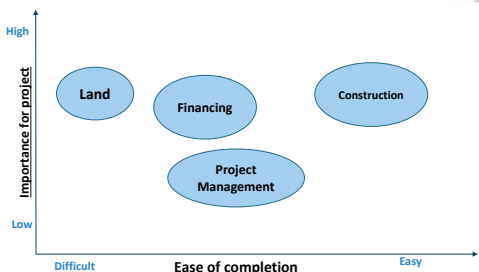 High
Importance for project
Land
Financing
Construction
Project
Management
Low
Difficult
Ease of completion
Easy